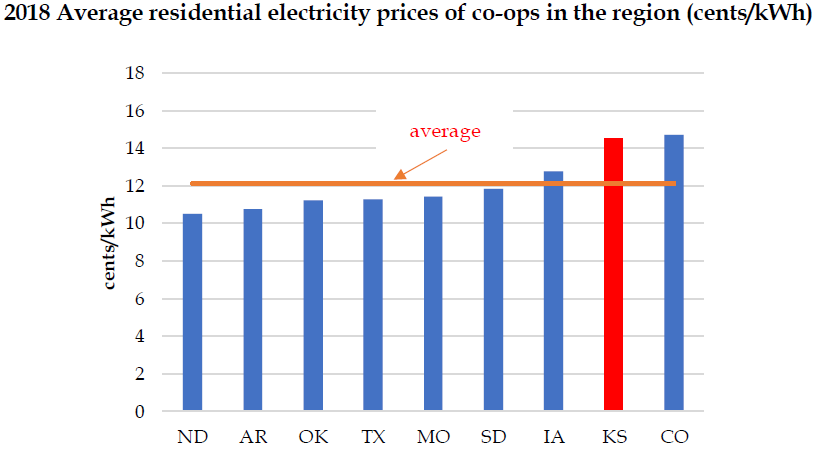 2018 Average residential electricity prices of co-ops in the region (cents/kWh)
18
16
average
14
12
10
cents/kWh
8
6
4
2
0
ND AR OK TX MO SD IA KS CO